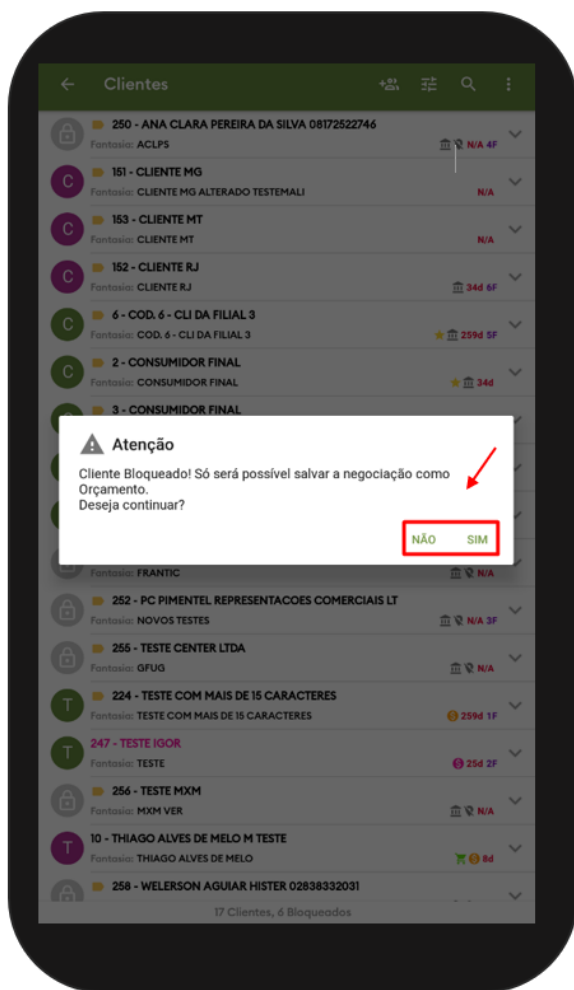 Clientes
250 - ANA CLARA PEREIRA DA SILVA 08172522746
Fantasia: ACLPS N/A 4F
C 151 - CLIENTE MG
Fantasia: CLIENTE MG ALTERADO TESTEMALI N/A
C 153 - CLIENTE MT
Fantasia: CLIENTE MT N/A
C 152 - CLIENTE RJ
Fantasia: CLIENTE RJ 34d 6F
C 6 - COD. 6 - CLI DA FILIAL 3
Fantasia: COD. 6 - CLI DA FILIAL 3 259d 5F
C 2 - CONSUMIDOR FINAL
Fantasia: CONSUMIDOR FINAL 34d
3 - CONSUMIDOR FINAL
Atenção
Cliente Bloqueado! Só será possível salvar a negociação como
Orçamento.
Deseja continuar?
NÃO SIM
Fantasia: FRANTIC N/A
252 - PC PIMENTEL REPRESENTACOES COMERCIAIS LT
Fantasia: NOVOS TESTES N/A 3F
255 - TESTE CENTER LTDA
Fantasia: GFUG N/A
T 224 - TESTE COM MAIS DE 15 CARACTERES
Fantasia: TESTE COM MAIS DE 15 CARACTERES 259d 1F
T 247 - TESTE IGOR
Fantasia: TESTE 25d 2F
256 - TESTE MXM
Fantasia: MXM VER N/A
T 10 - THIAGO ALVES DE MELO M TESTE
Fantasia: THIAGO ALVES DE MELO 8d
258 - WELERSON AGUIAR HISTER 02838332031
17 Clientes, 6 Bloqueados